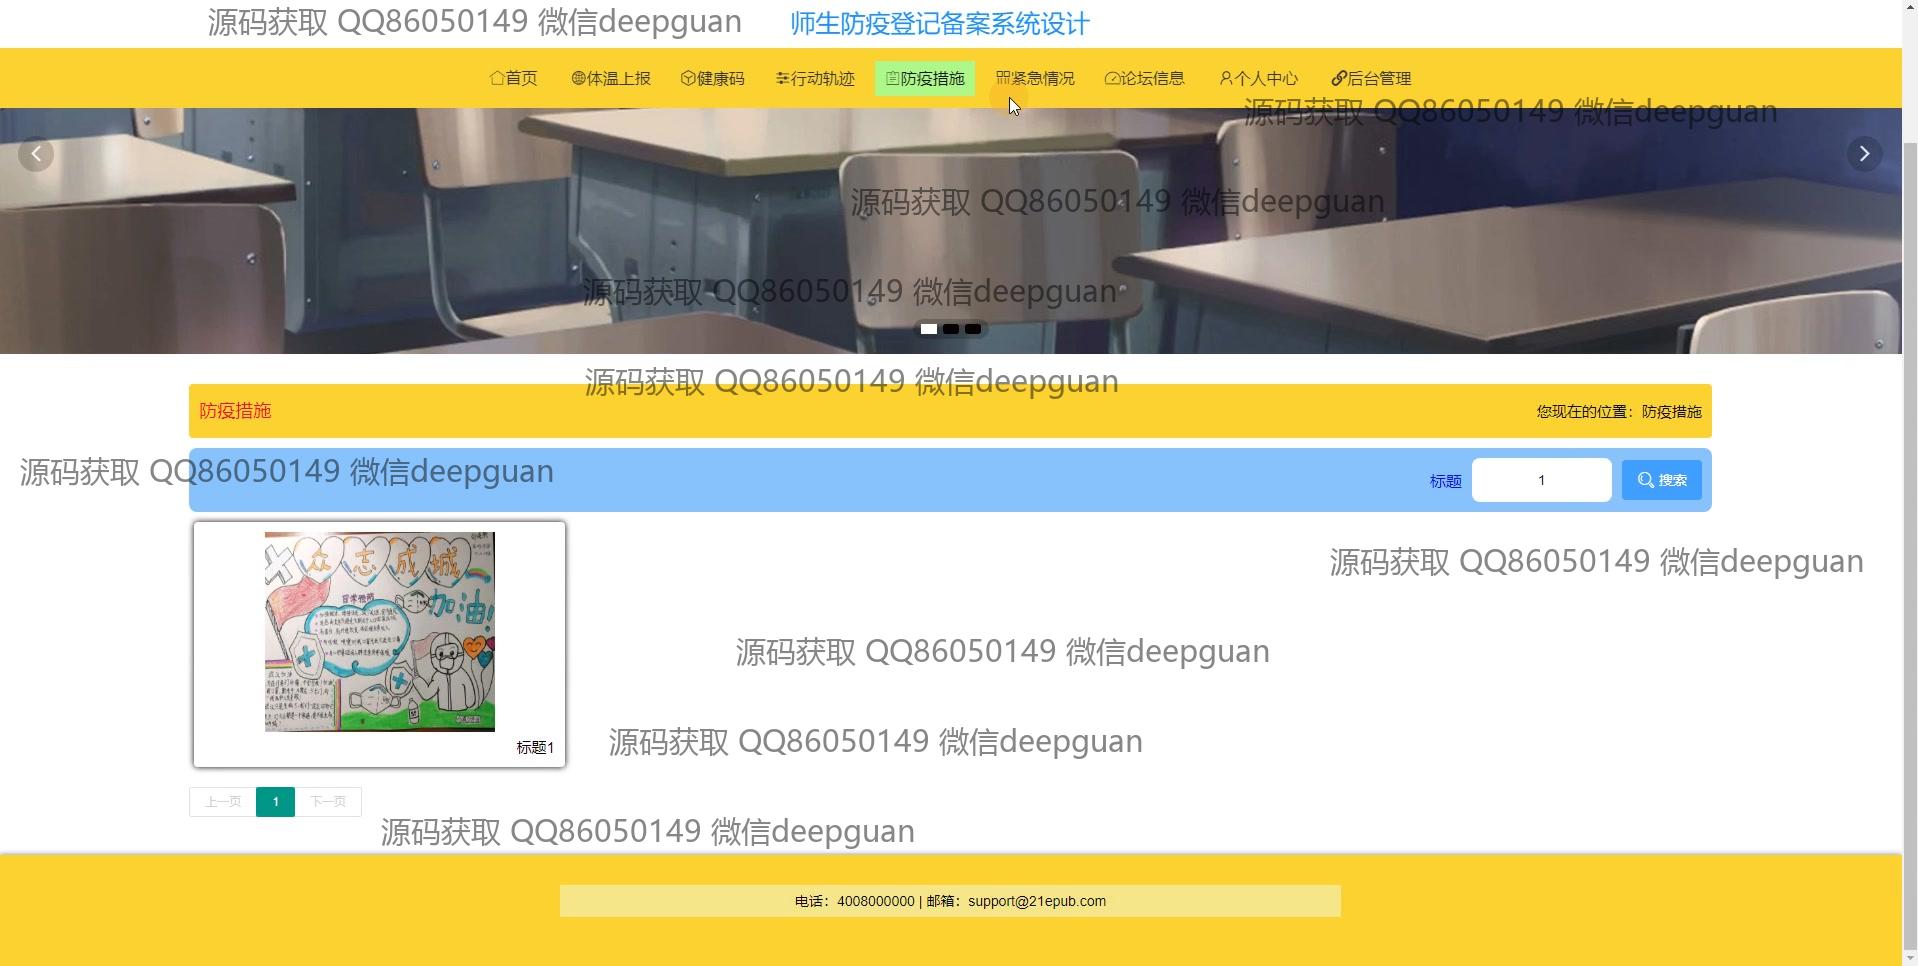 源码获取 QQ86050149 微信deepguan
师生防疫登记备案系统设计
首页 体温上报 健康码 行动轨迹 防疫措施 紧急情况 论坛信息 个人中心 后台管理
源码获取 QQ86050149 微信deepguan
源码获取 QQ86050149 微信deepguan
源码获取 QQ86050149 微信deepguan
源码获取 QQ86050149 微信deepguan
防疫措施 您现在的位置：防疫措施
源码获取 QQ86050149 微信deepguan
标题 1 搜索
众志成城
加油!
源码获取 QQ86050149 微信deepguan
源码获取 QQ86050149 微信deepguan
标题1
源码获取 QQ86050149 微信deepguan
上一页 1 下一页
源码获取 QQ86050149 微信deepguan
电话：4008000000 | 邮箱：support@21epub.com